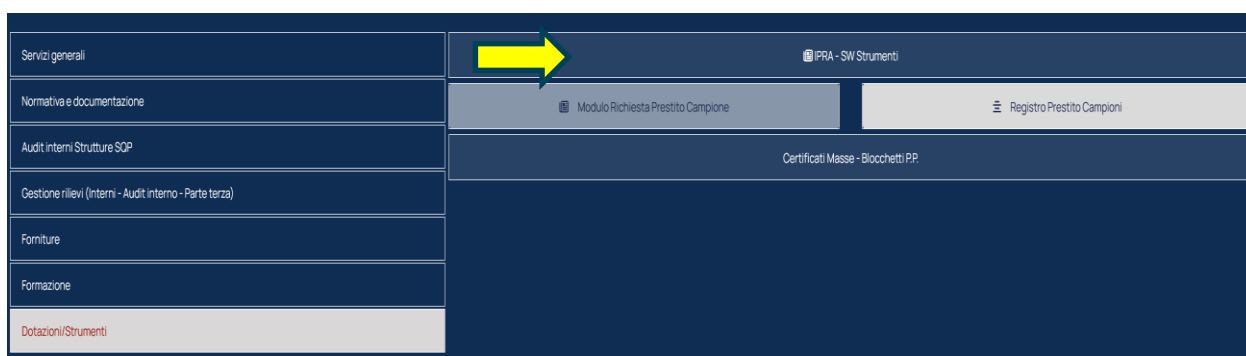 Servizi generali
IPRA - SW Strumenti
Normativa e documentazione
Modulo Richiesta Prestito Campione
Registro Prestito Campioni
Audit interni Strutture SQP
Certificati Masse - Blocchetti P.P.
Gestione rilievi (Interni - Audit interno - Parte terza)
Forniture
Formazione
Dotazioni/Strumenti